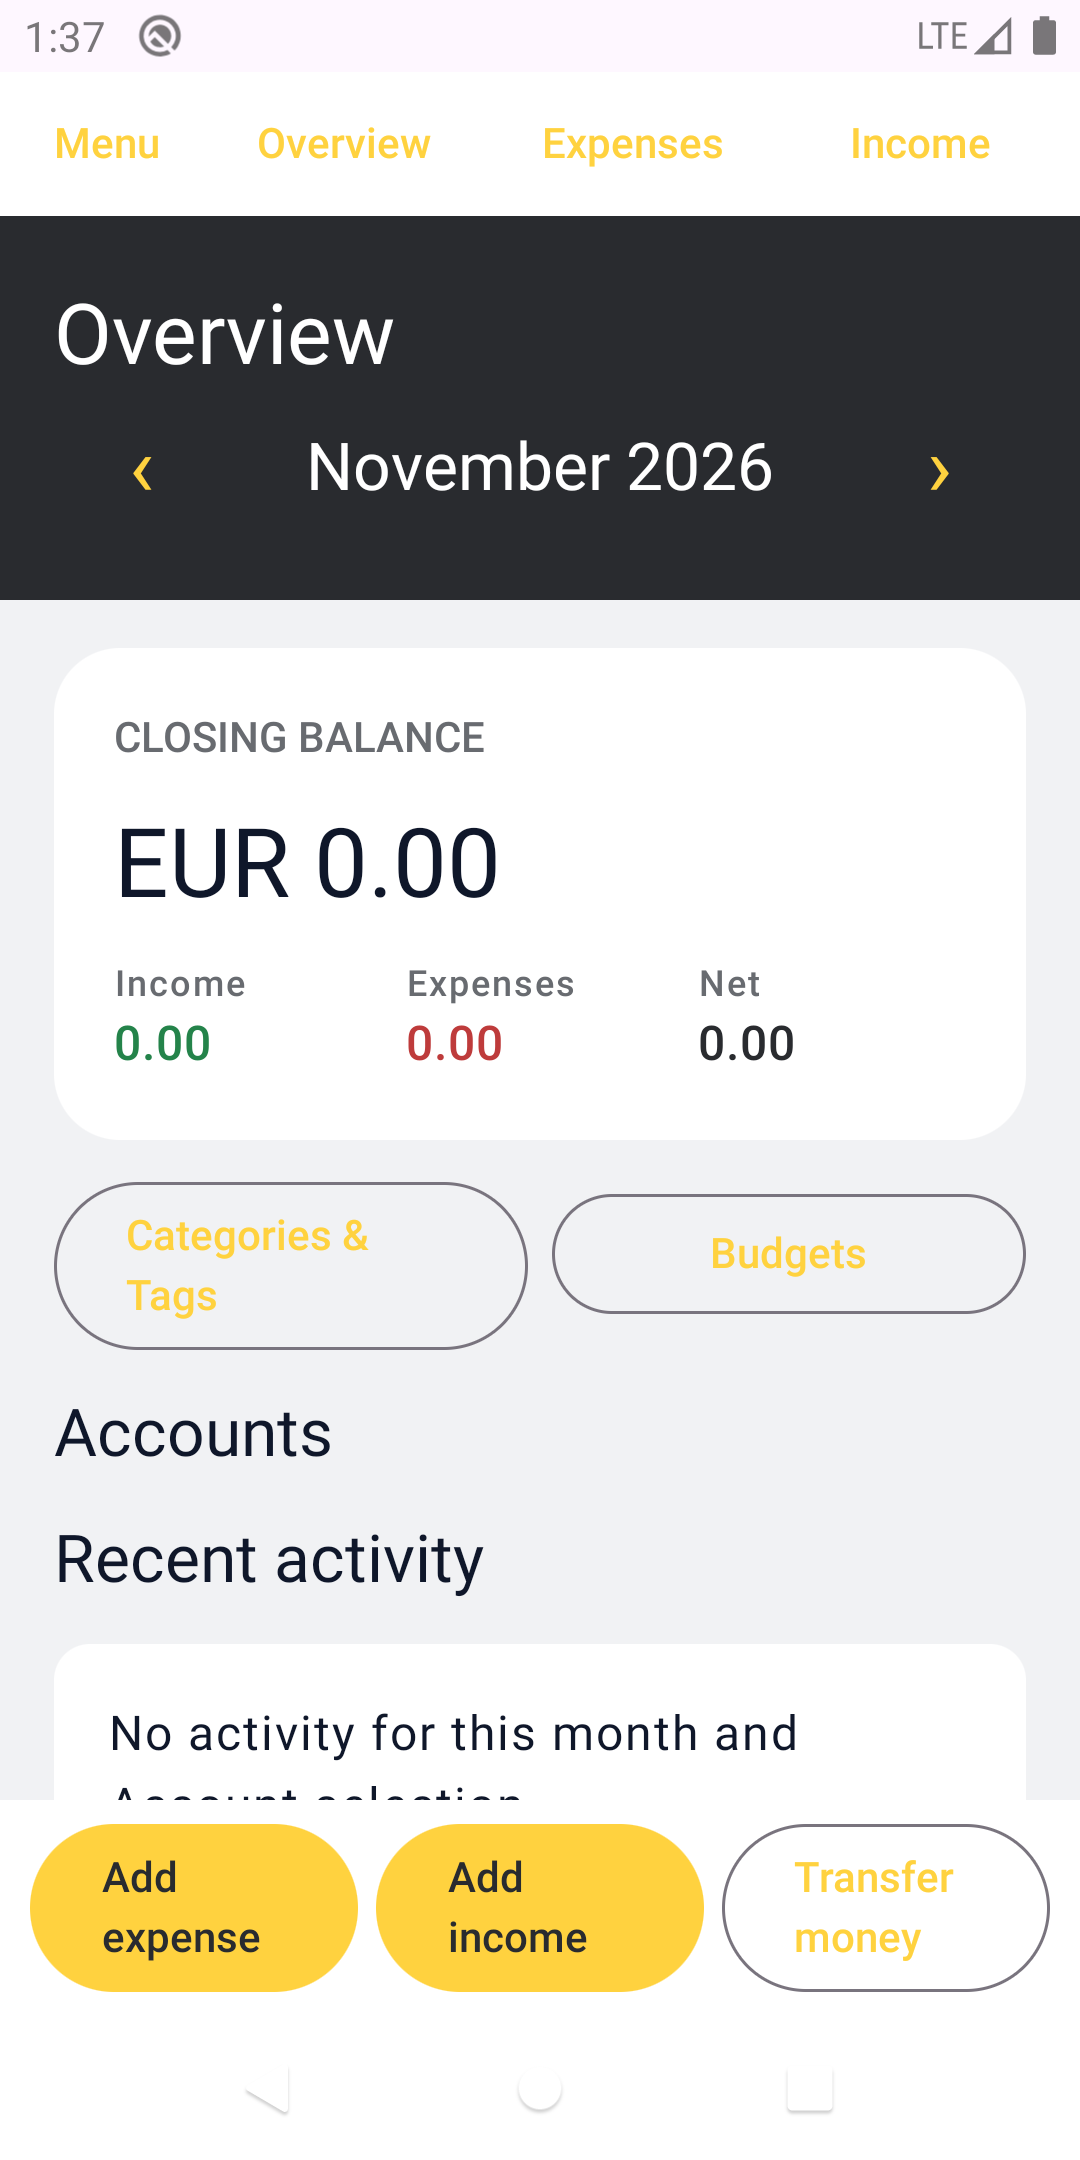 1:37
LTE
Menu Overview Expenses Income
Overview
‹ November 2026 ›
CLOSING BALANCE
EUR 0.00
Income Expenses Net
0.00 0.00 0.00
Categories &
Tags
Budgets
Accounts
Recent activity
No activity for this month and
Account selection
Add
expense
Add
income
Transfer
money